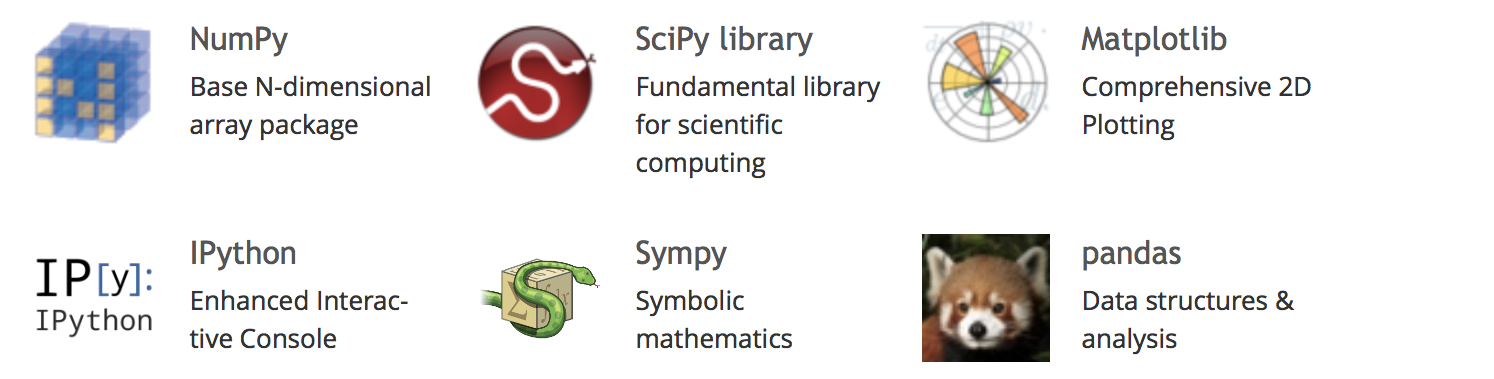 NumPy
Base N-dimensional
array package
SciPy library
Fundamental library
for scientific
computing
Matplotlib
Comprehensive 2D
Plotting
IP[y]:
IPython
IPython
Enhanced Interac-
tive Console
Sympy
Symbolic
mathematics
pandas
Data structures &
analysis